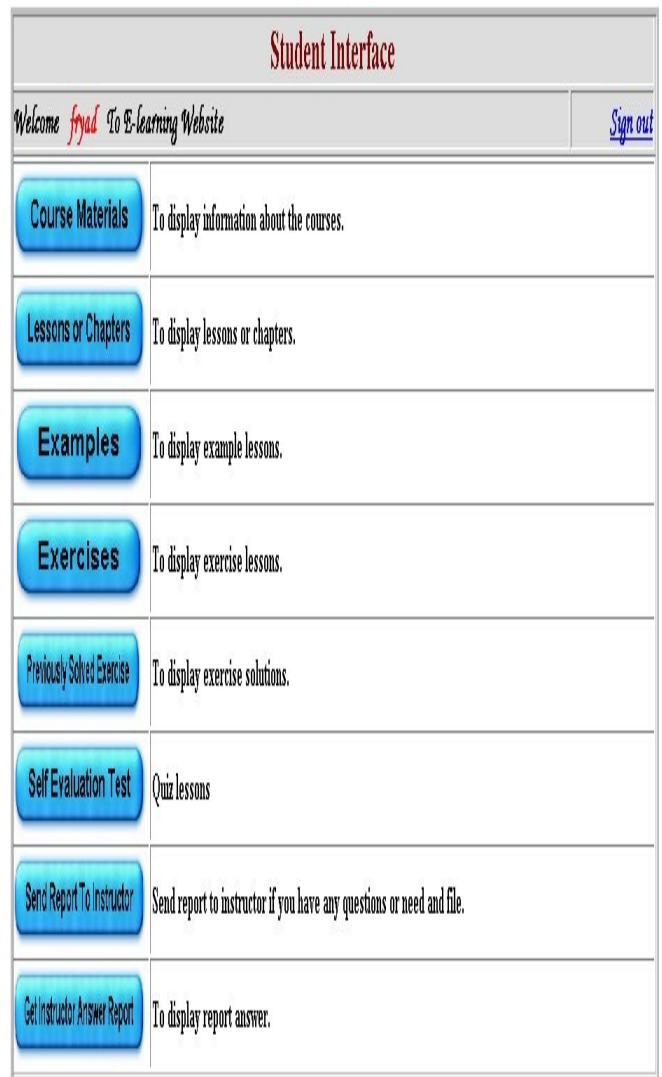 Student Interface
Welcome fryad To E-learning Website Sign out
Course Materials To display information about the courses.
Lessons or Chapters To display lessons or chapters.
Examples To display example lessons.
Exercises To display exercise lessons.
Previously Solved Exercise To display exercise solutions.
Self Evaluation Test Quiz lessons
Send Report To Instructor Send report to instructor if you have any questions or need and file.
Get Instructor Answer Report To display report answer.